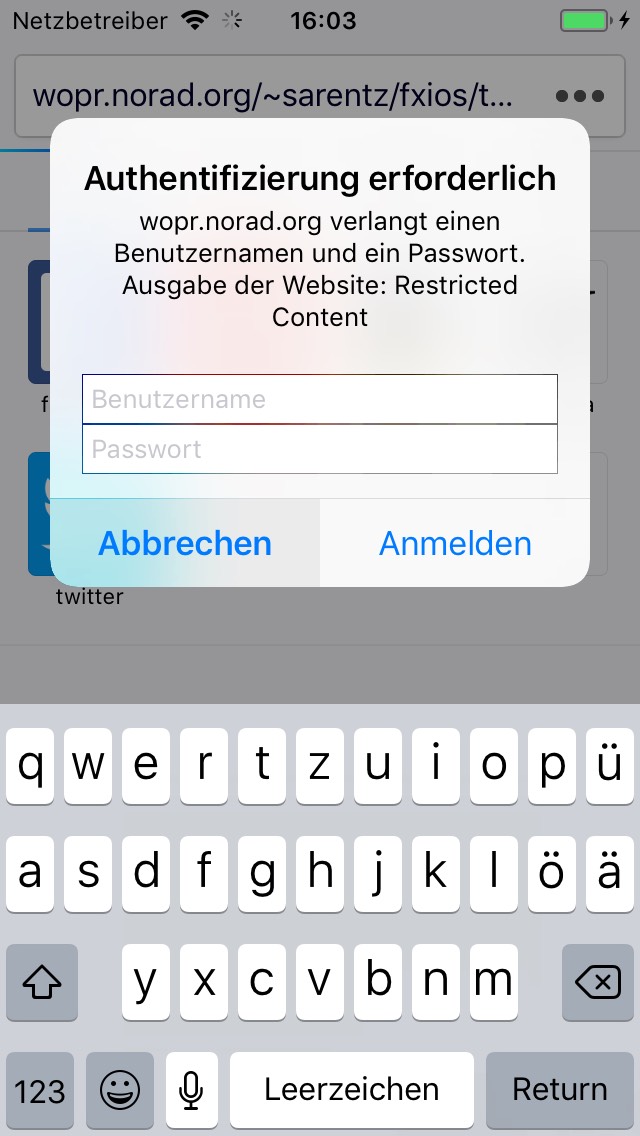 Netzbetreiber 16:03
wopr.norad.org/~sarentz/fxios/t...
Authentifizierung erforderlich
wopr.norad.org verlangt einen
Benutzernamen und ein Passwort.
Ausgabe der Website: Restricted
Content
Benutzername
Passwort
Abbrechen Anmelden
twitter
q w e r t z u i o p ü
a s d f g h j k l ö ä
y x c v b n m
123 Leerzeichen Return